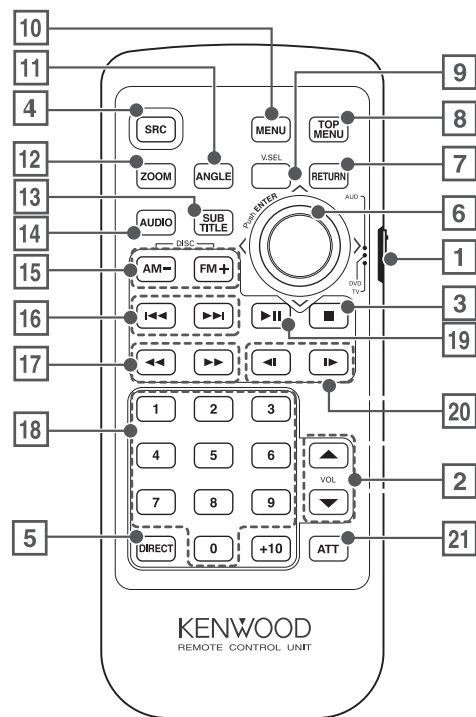 10
11
9
4
SRC
MENU
TOP
MENU
8
V.SEL
12
ZOOM
ANGLE
RETURN
7
13
AUD
Push ENTER
6
AUDIO
SUB
TITLE
14
DISC
1
15
AM−
FM+
DVD
TV
3
16
19
17
20
18
1
2
3
4
5
6
VOL
2
7
8
9
5
DIRECT
0
+10
ATT
21
KENWOOD
REMOTE CONTROL UNIT